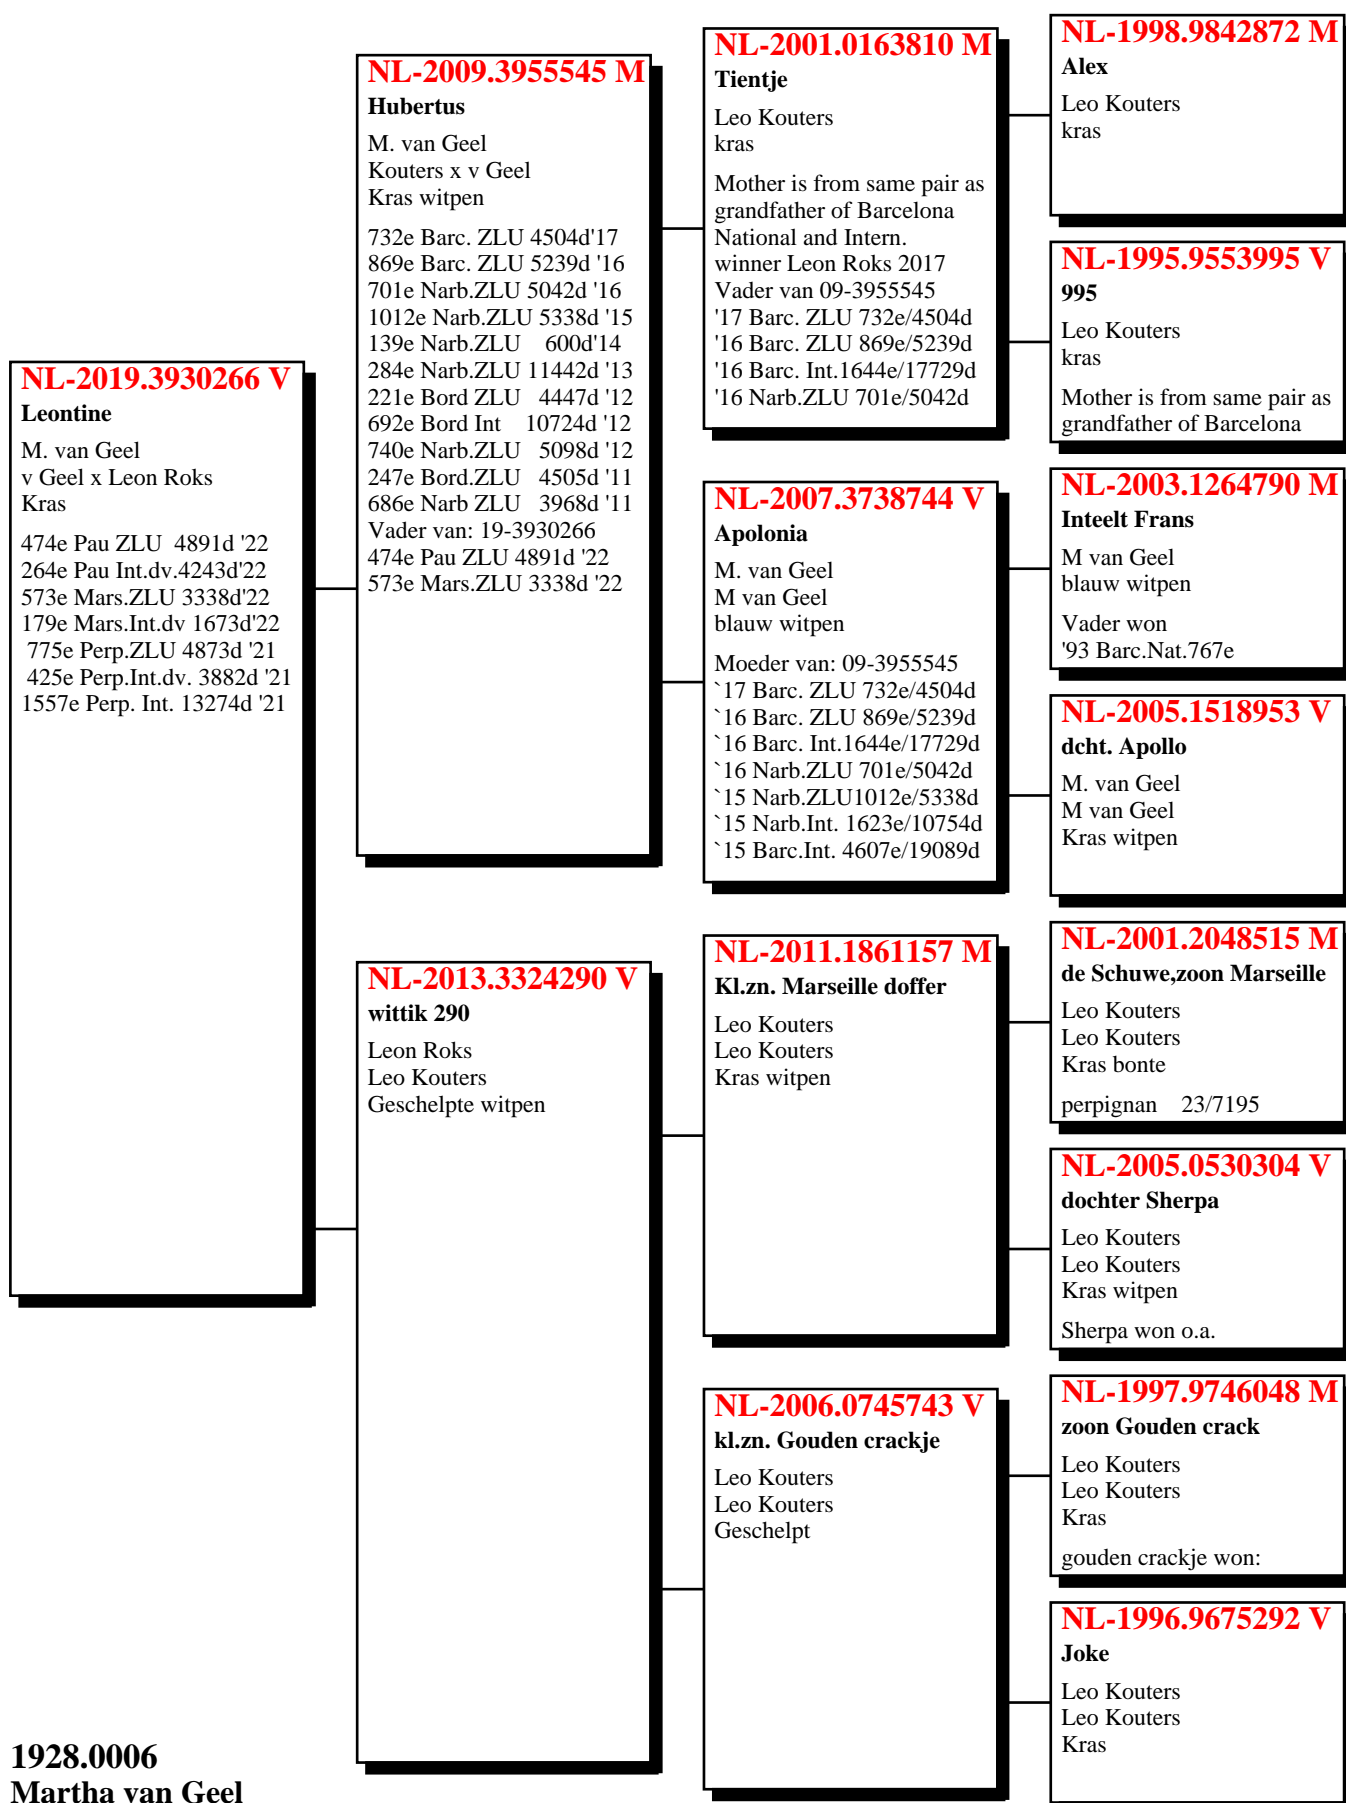 NL-2019.3930266 V
Leontine
M. van Geel
v Geel x Leon Roks
Kras
474e Pau ZLU 4891d '22
264e Pau Int.dv.4243d'22
573e Mars.ZLU 3338d'22
179e Mars.Int.dv 1673d'22
775e Perp.ZLU 4873d '21
425e Perp.Int.dv. 3882d '21
1557e Perp. Int. 13274d '21
NL-2009.3955545 M
Hubertus
M. van Geel
Kouters x v Geel
Kras witpen
732e Barc. ZLU 4504d'17
869e Barc. ZLU 5239d '16
701e Narb.ZLU 5042d '16
1012e Narb.ZLU 5338d '15
139e Narb.ZLU 600d'14
284e Narb.ZLU 11442d '13
221e Bord ZLU 4447d '12
692e Bord Int 10724d '12
740e Narb.ZLU 5098d '12
247e Bord.ZLU 4505d '11
686e Narb ZLU 3968d '11
Vader van: 19-3930266
474e Pau ZLU 4891d '22
573e Mars.ZLU 3338d '22
NL-2013.3324290 V
wittik 290
Leon Roks
Leo Kouters
Geschelpte witpen
NL-2001.0163810 M
Tientje
Leo Kouters
kras
Mother is from same pair as
grandfather of Barcelona
National and Intern.
winner Leon Roks 2017
Vader van 09-3955545
'17 Barc. ZLU 732e/4504d
'16 Barc. ZLU 869e/5239d
'16 Barc. Int.1644e/17729d
'16 Narb.ZLU 701e/5042d
NL-2007.3738744 V
Apolonia
M. van Geel
M van Geel
blauw witpen
Moeder van: 09-3955545
`17 Barc. ZLU 732e/4504d
`16 Barc. ZLU 869e/5239d
`16 Barc. Int.1644e/17729d
`16 Narb.ZLU 701e/5042d
`15 Narb.ZLU1012e/5338d
`15 Narb.Int. 1623e/10754d
`15 Barc.Int. 4607e/19089d
NL-2011.1861157 M
Kl.zn. Marseille doffer
Leo Kouters
Leo Kouters
Kras witpen
NL-2006.0745743 V
kl.zn. Gouden crackje
Leo Kouters
Leo Kouters
Geschelpt
NL-1998.9842872 M
Alex
Leo Kouters
kras
NL-1995.9553995 V
995
Leo Kouters
kras
Mother is from same pair as
grandfather of Barcelona
NL-2003.1264790 M
Inteelt Frans
M van Geel
blauw witpen
Vader won
'93 Barc.Nat.767e
NL-2005.1518953 V
dcht. Apollo
M. van Geel
M van Geel
Kras witpen
NL-2001.2048515 M
de Schuwe,zoon Marseille
Leo Kouters
Leo Kouters
Kras bonte
perpignan 23/7195
NL-2005.0530304 V
dochter Sherpa
Leo Kouters
Leo Kouters
Kras witpen
Sherpa won o.a.
NL-1997.9746048 M
zoon Gouden crack
Leo Kouters
Leo Kouters
Kras
gouden crackje won:
NL-1996.9675292 V
Joke
Leo Kouters
Leo Kouters
Kras
1928.0006
Martha van Geel